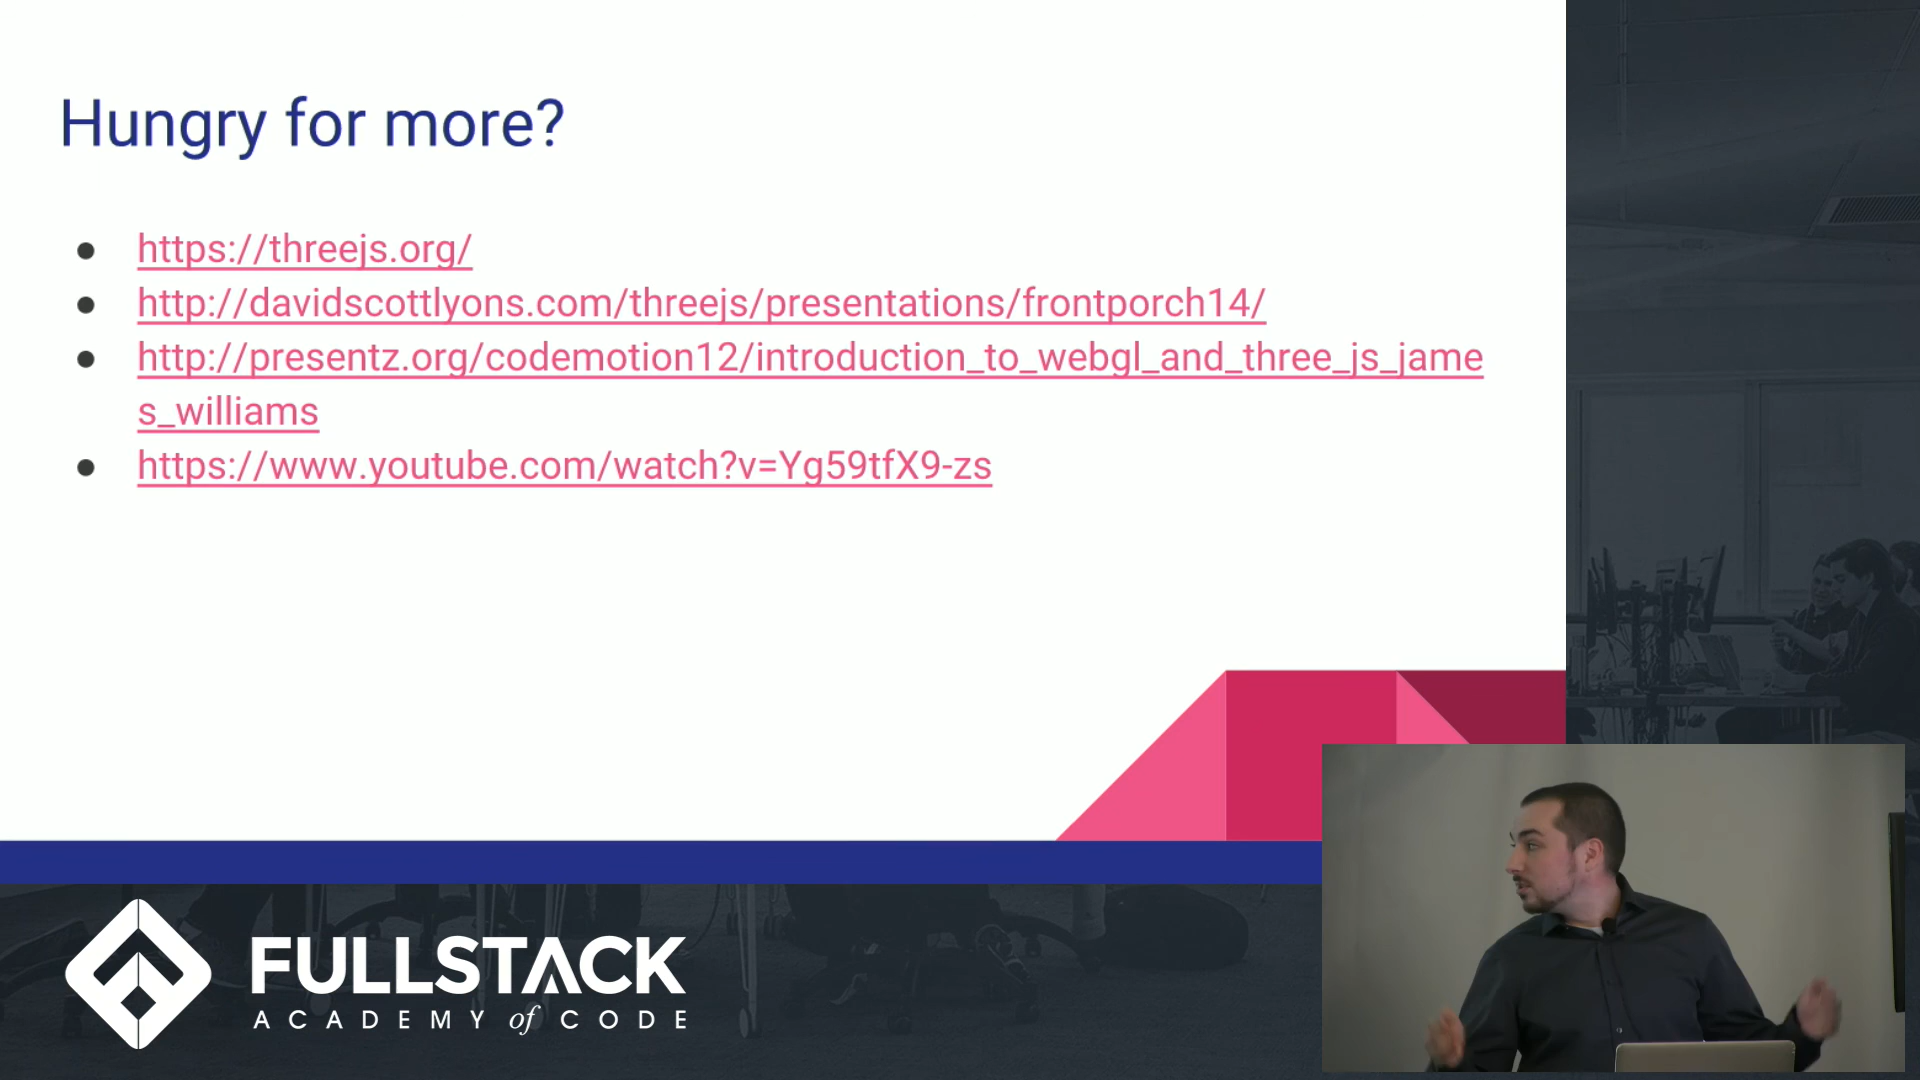 Hungry for more?
https://threejs.org/
http://davidscottlyons.com/threejs/presentations/frontporch14/
http://presentz.org/codemotion12/introduction_to_webgl_and_three_js_jame
s_williams
https://www.youtube.com/watch?v=Yg59tfX9-zs
FULLSTACK
ACADEMY of CODE